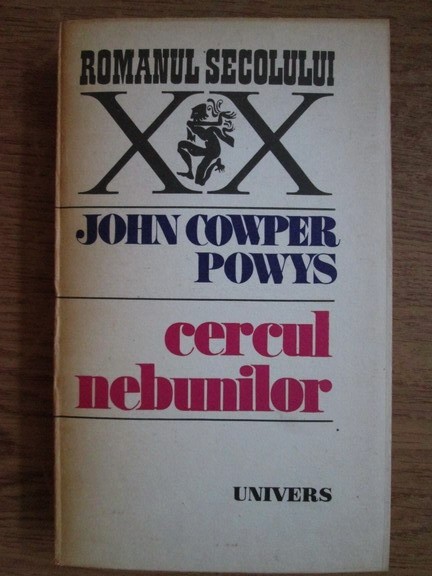 ROMANUL SECOLULUI
XX
JOHN COWPER
POWYS
cercul
nebunilor
UNIVERS